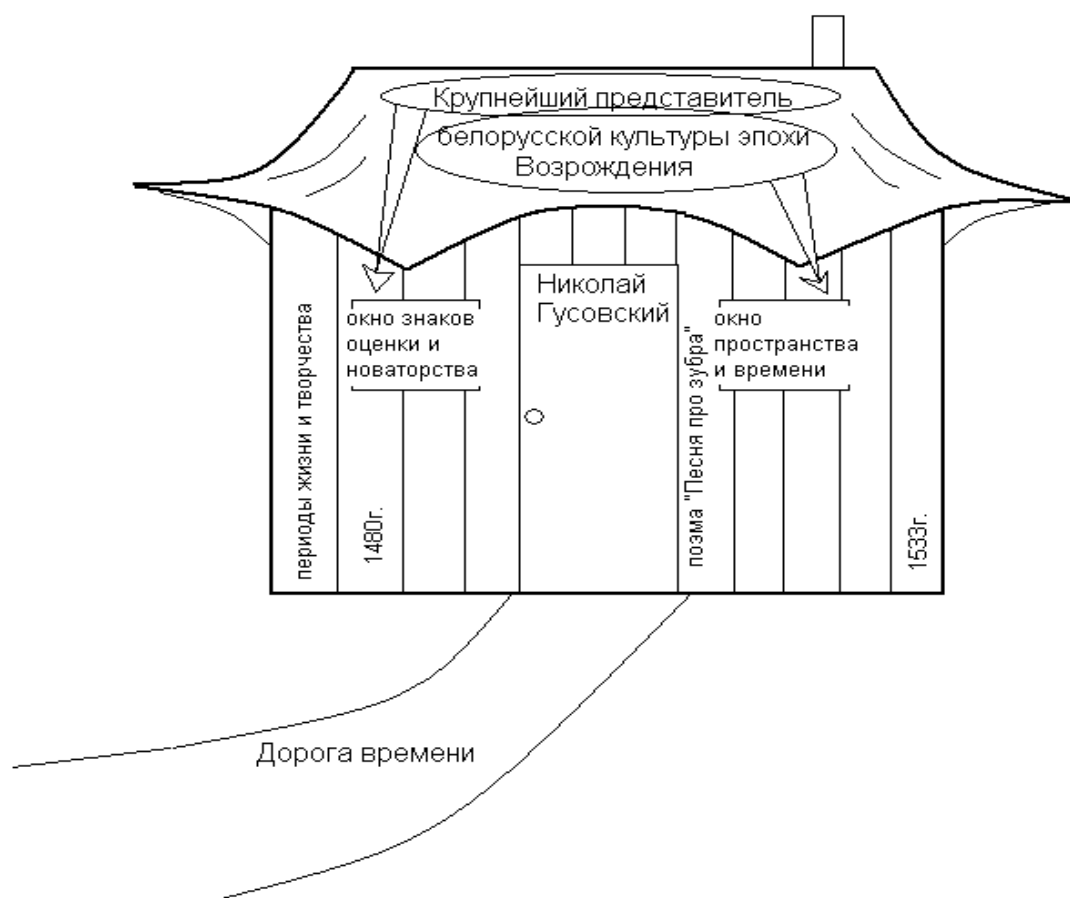 Крупнейший представитель
белорусской культуры эпохи
Возрождения
Николай
Гусовский
окно знаков
оценки и
новаторства
окно
пространства
и времени
периоды жизни и творчества
1480г.
поэма "Песня про зубра"
1533г.
Дорога времени